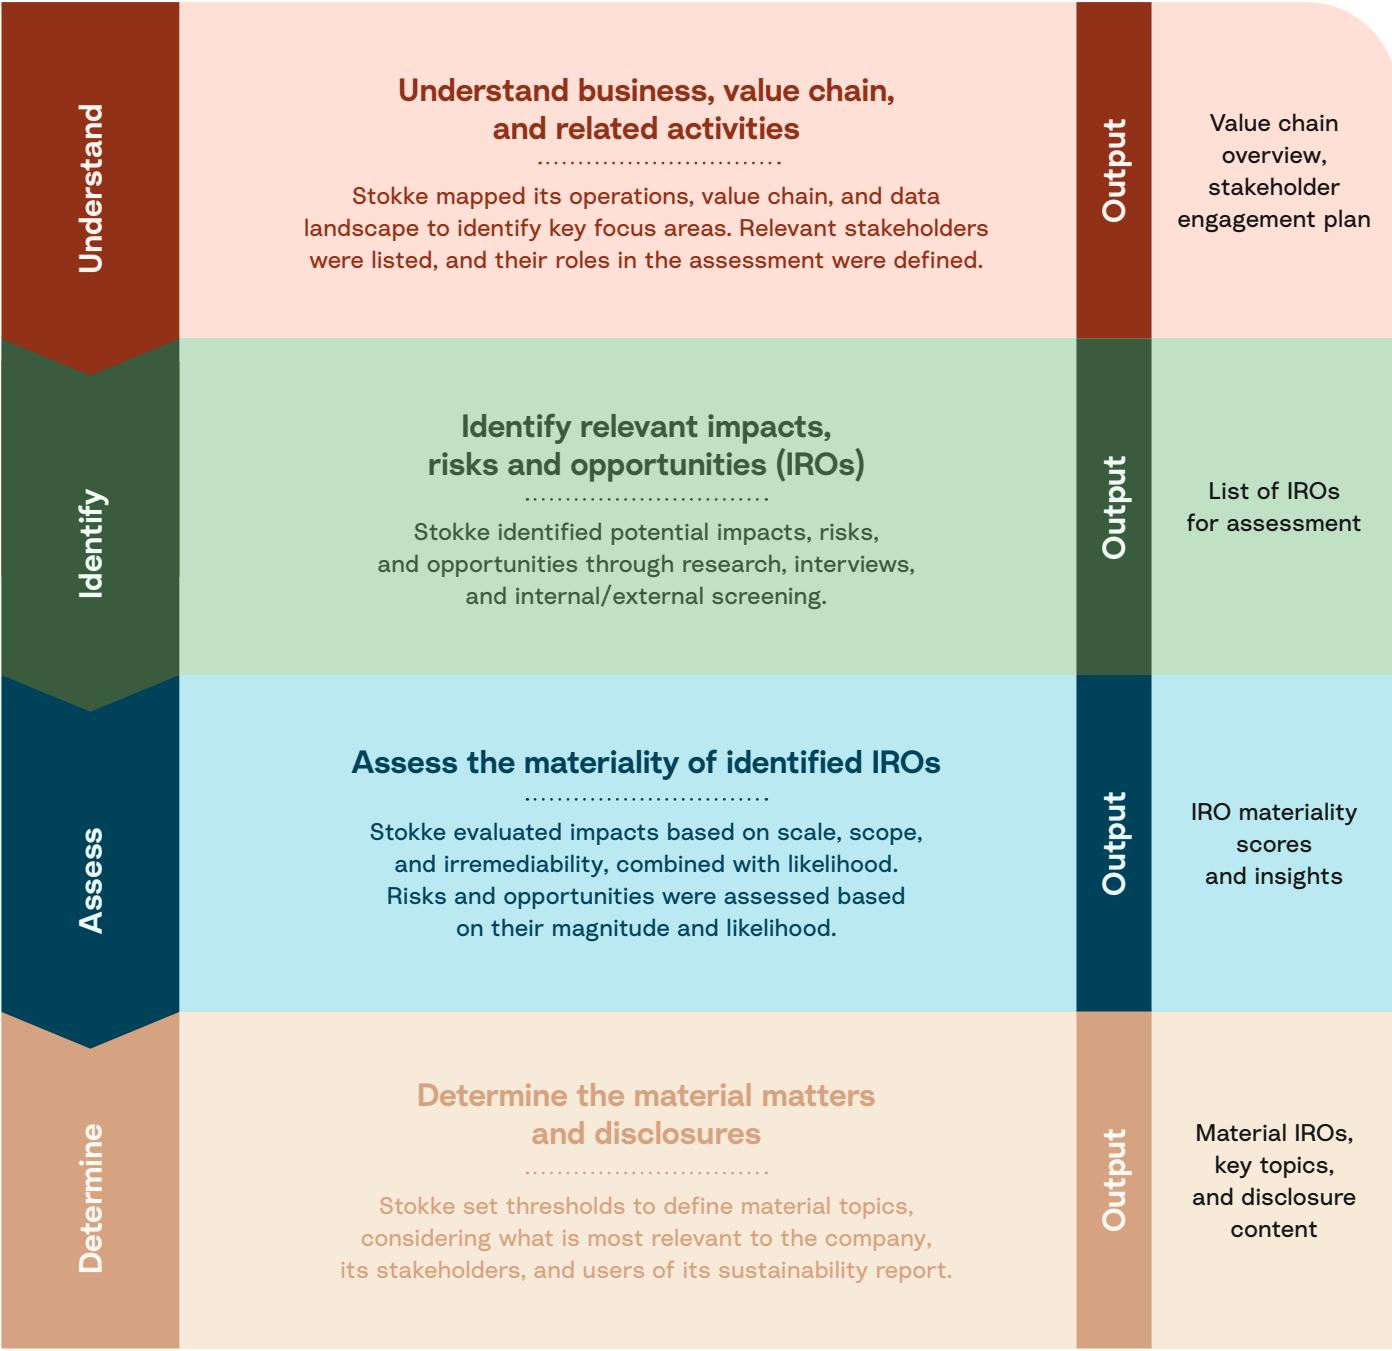 Understand
Understand business, value chain,
and related activities
Stokke mapped its operations, value chain, and data
landscape to identify key focus areas. Relevant stakeholders
were listed, and their roles in the assessment were defined.
Output
Value chain
overview,
stakeholder
engagement plan
Identify
Identify relevant impacts,
risks and opportunities (IROs)
Stokke identified potential impacts, risks,
and opportunities through research, interviews,
and internal/external screening.
Output
List of IROs
for assessment
Assess
Assess the materiality of identified IROs
Stokke evaluated impacts based on scale, scope,
and irremediability, combined with likelihood.
Risks and opportunities were assessed based
on their magnitude and likelihood.
Output
IRO materiality
scores
and insights
Determine
Determine the material matters
and disclosures
Stokke set thresholds to define material topics,
considering what is most relevant to the company,
its stakeholders, and users of its sustainability report.
Output
Material IROs,
key topics,
and disclosure
content